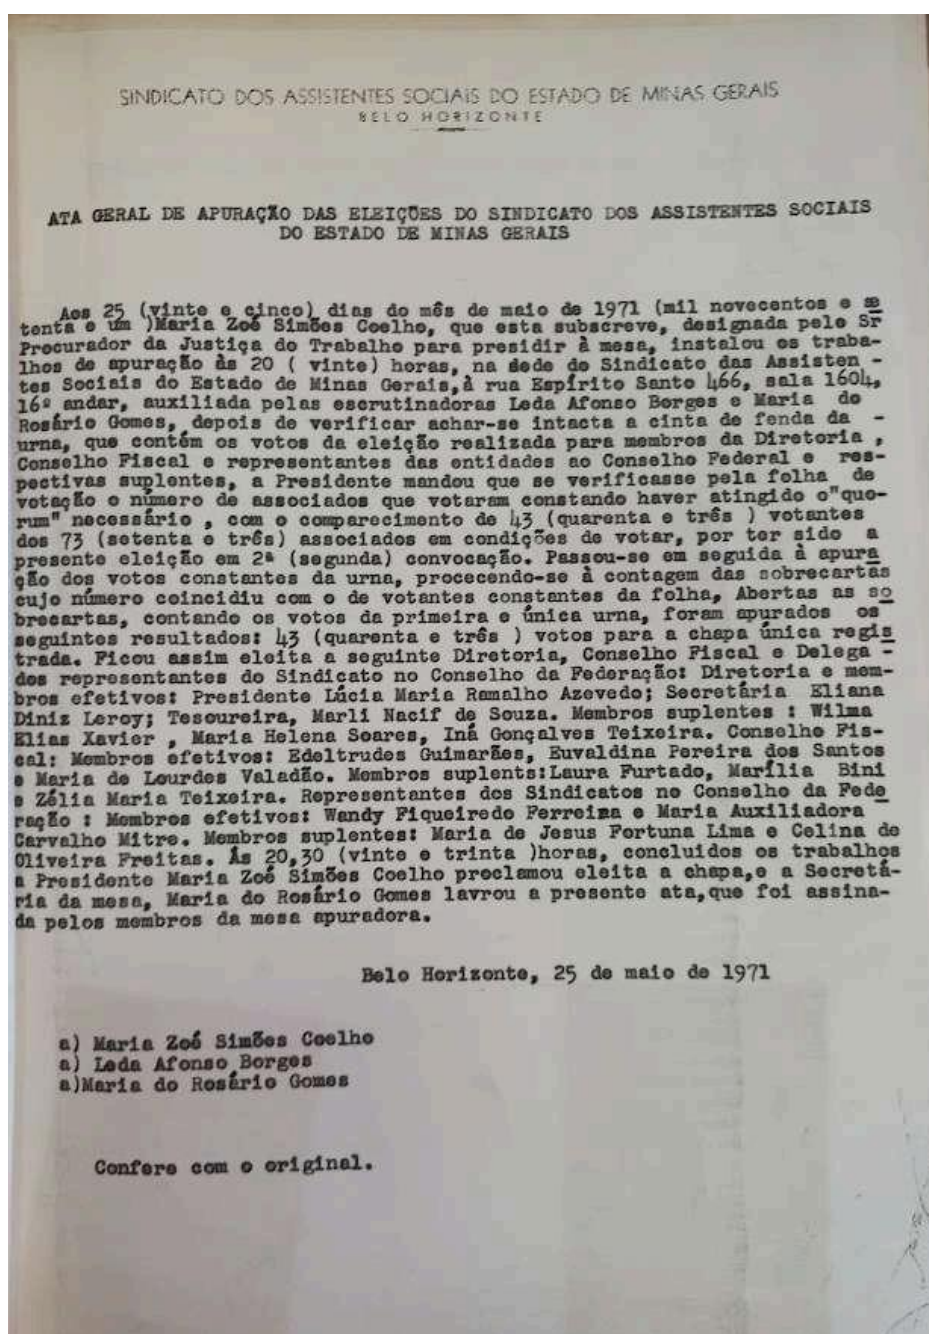 SINDICATO DOS ASSISTENTES SOCIAIS DO ESTADO DE MINAS GERAIS
BELO HORIZONTE
ATA GERAL DE APURAÇÃO DAS ELEIÇÕES DO SINDICATO DOS ASSISTENTES SOCIAIS
DO ESTADO DE MINAS GERAIS
Aos 25 (vinte e cinco) dias do mês de maio de 1971 (mil novecentos e se
tenta e um )Maria Zoé Simões Coelho, que esta subscreve, designada pelo Sr
Procurador da Justiça do Trabalho para presidir à mesa, instalou os traba-
lhos de apuração às 20 ( vinte) horas, na sede do Sindicato das Assisten -
tes Sociais do Estado de Minas Gerais,à rua Espírito Santo 466, sala 1604,
16º andar, auxiliada pelas escrutinadoras Leda Afonso Borges e Maria do
Rosário Gomes, depois de verificar achar-se intacta a cinta de fenda da -
urna, que contém os votos da eleição realizada para membros da Diretoria ,
Conselho Fiscal e representantes das entidades ao Conselho Federal e res-
pectivas suplentes, a Presidente mandou que se verificasse pela folha de
votação o número de associados que votaram constando haver atingido o"quo-
rum" necessário , com o comparecimento de 43 (quarenta e três ) votantes
dos 73 (setenta e três) associados em condições de votar, por ter sido a
presente eleição em 2ª (segunda) convocação. Passou-se em seguida à apura
ção dos votos constantes da urna, procecendo-se à contagem das sobrecartas
cujo número coincidiu com o de votantes constantes da folha, Abertas as so
brecartas, contando os votos da primeira e única urna, foram apurados os
seguintes resultados: 43 (quarenta e três ) votos para a chapa única regis
trada. Ficou assim eleita a seguinte Diretoria, Conselho Fiscal e Delega -
dos representantes do Sindicato no Conselho da Federação: Diretoria e mem-
bros efetivos: Presidente Lúcia Maria Ramalho Azevedo; Secretária Eliana
Diniz Leroy; Tesoureira, Marli Nacif de Souza. Membros suplentes : Wilma
Elias Xavier , Maria Helena Soares, Iná Gonçalves Teixeira. Conselho Fis-
cal: Membros efetivos: Edeltrudes Guimarães, Euvaldina Pereira dos Santos
e Maria de Lourdes Valadão. Membros suplents:Laura Furtado, Marília Bini
e Zélia Maria Teixeira. Representantes dos Sindicatos no Conselho da Fede
ração : Membros efetivos: Wandy Fiqueiredo Ferreira e Maria Auxiliadora
Carvalho Mitre. Membros suplentes: Maria de Jesus Fortuna Lima e Celina de
Oliveira Freitas. Ás 20,30 (vinte e trinta )horas, concluidos os trabalhos
a Presidente Maria Zoé Simões Coelho proclamou eleita a chapa,e a Secretá-
ria da mesa, Maria do Rosário Gomes lavrou a presente ata,que foi assina-
da pelos membros da mesa apuradora.
Belo Horizonte, 25 de maio de 1971
a) Maria Zoé Simões Coelho
a) Leda Afonso Borges
a)Maria do Rosário Gomes
Confere com o original.